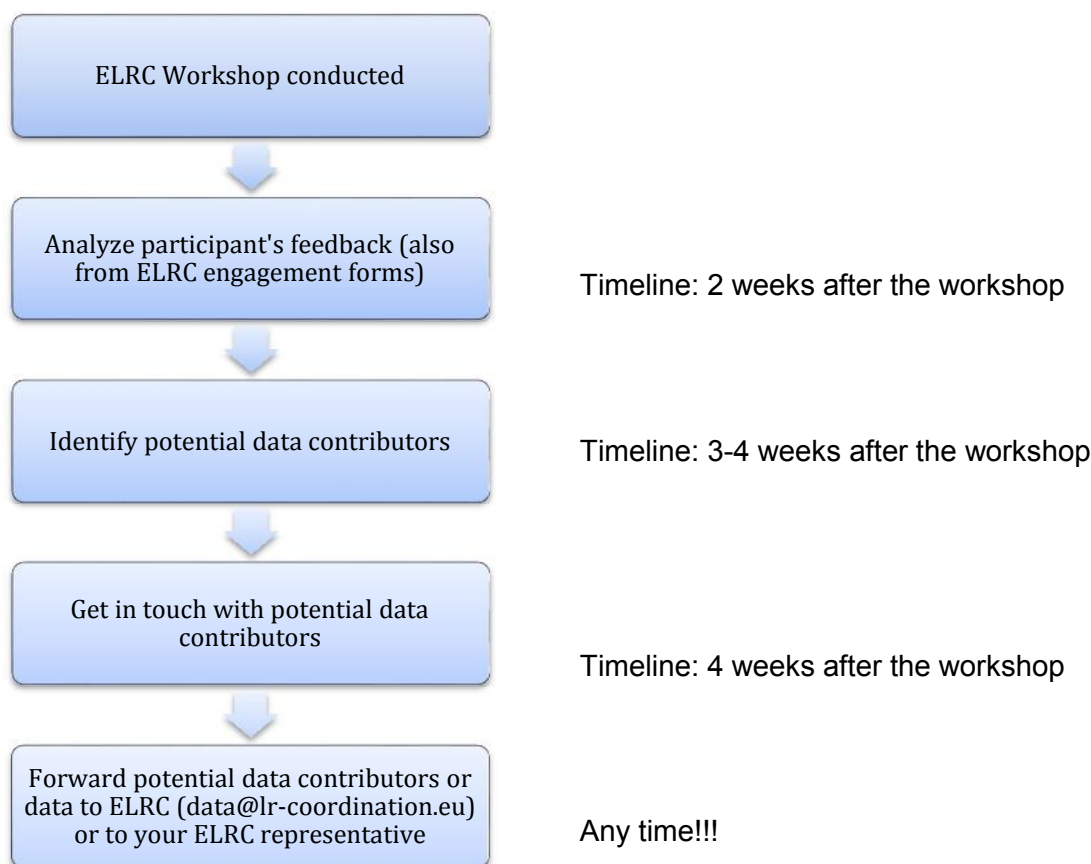 ELRC Workshop conducted
Analyze participant's feedback (also
from ELRC engagement forms)
Timeline: 2 weeks after the workshop
Identify potential data contributors
Timeline: 3-4 weeks after the workshop
Get in touch with potential data
contributors
Timeline: 4 weeks after the workshop
Forward potential data contributors or
data to ELRC (data@lr-coordination.eu)
or to your ELRC representative
Any time!!!